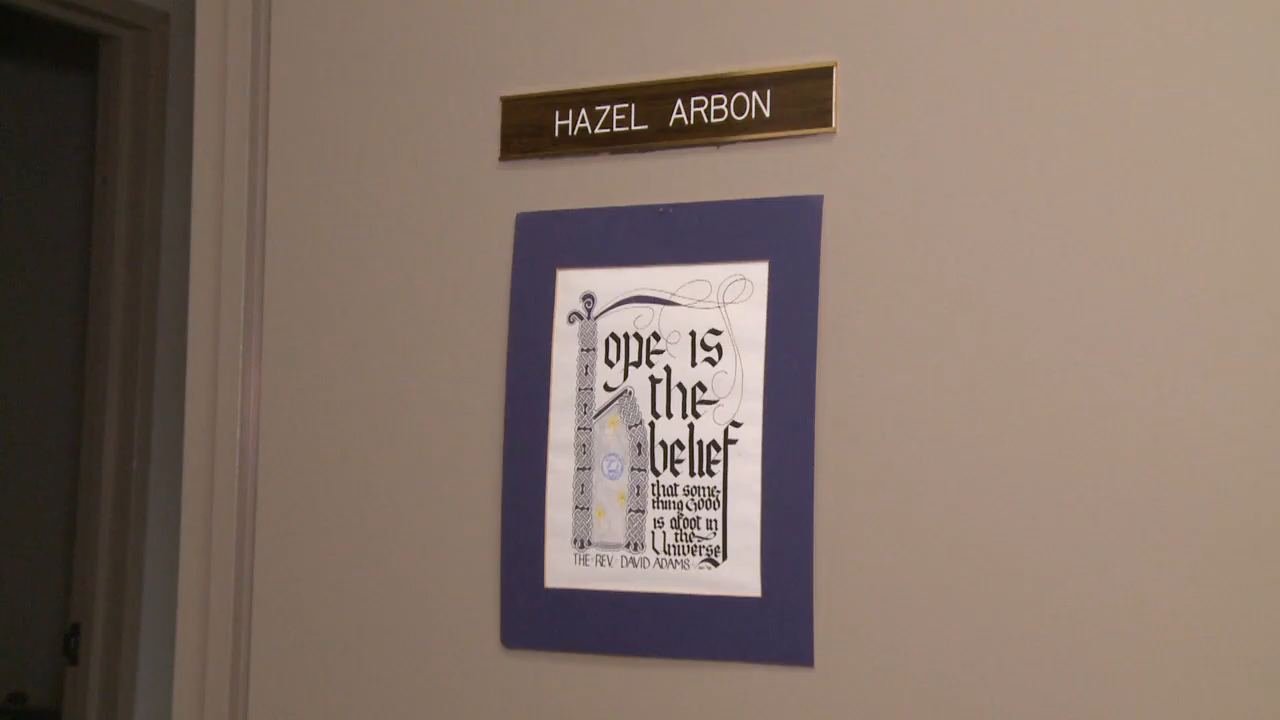 HAZEL ARBON
hope is
the
belief
that some-
thing Good
is afoot in
the
Universe
THE REV. DAVID ADAMS